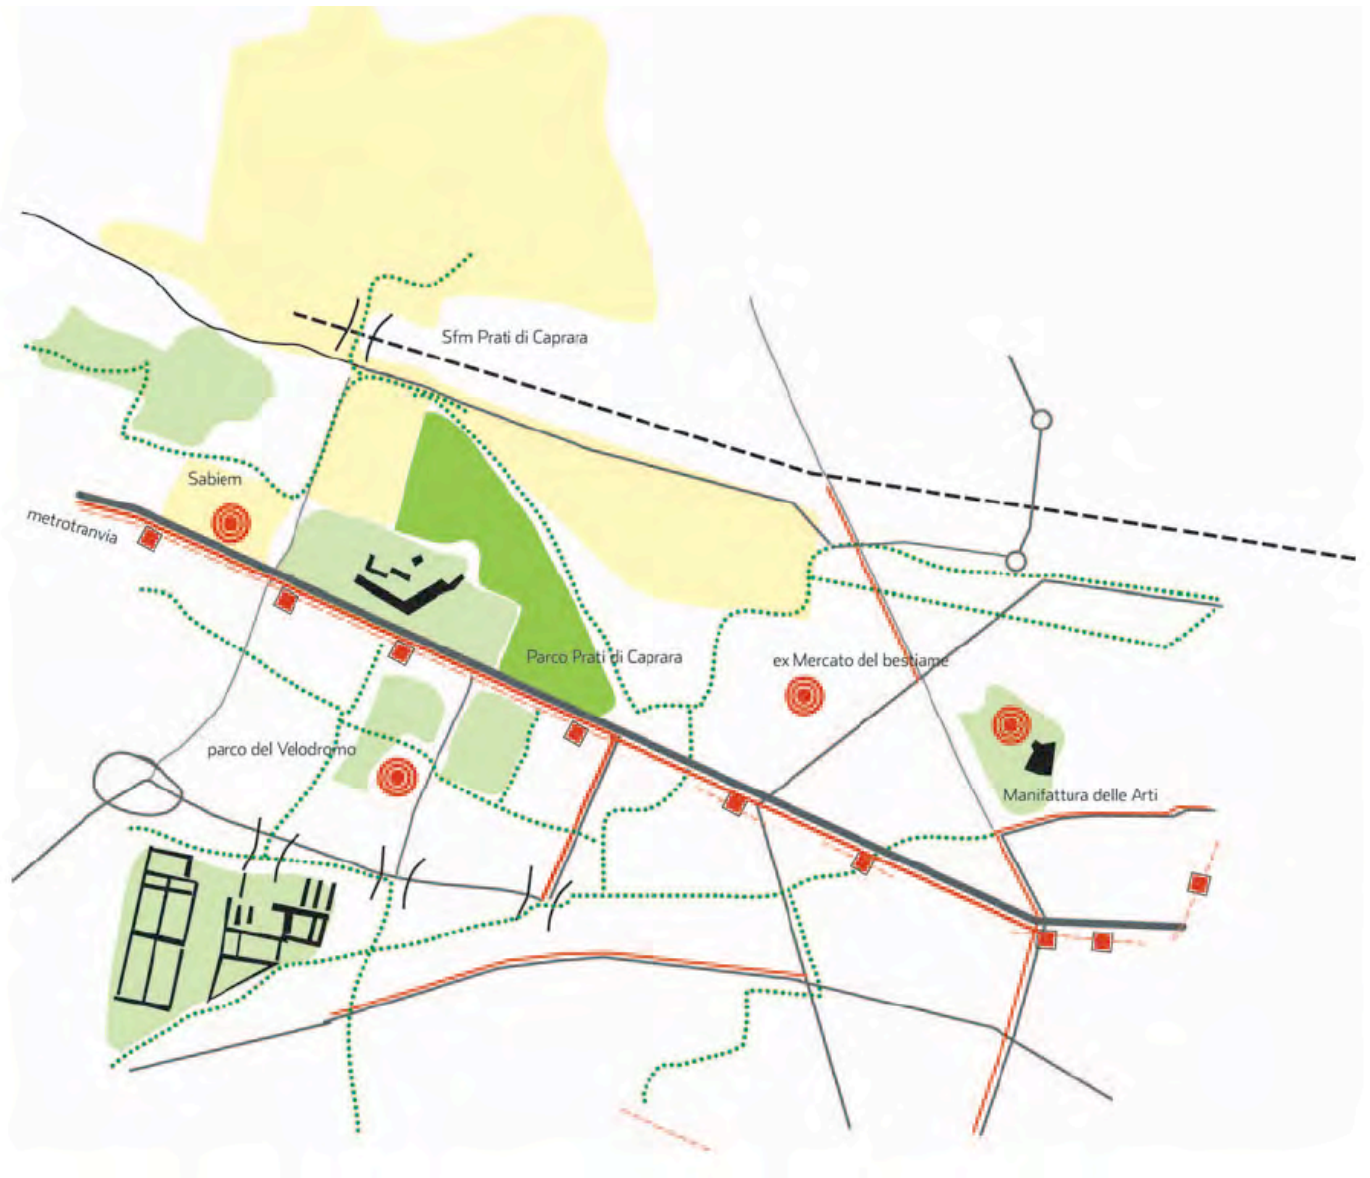 Sfm Prati di Caprara
Sabiem
metrotranvia
Parco Prati di Caprara
ex Mercato del bestiame
parco del Velodromo
Manifattura delle Arti